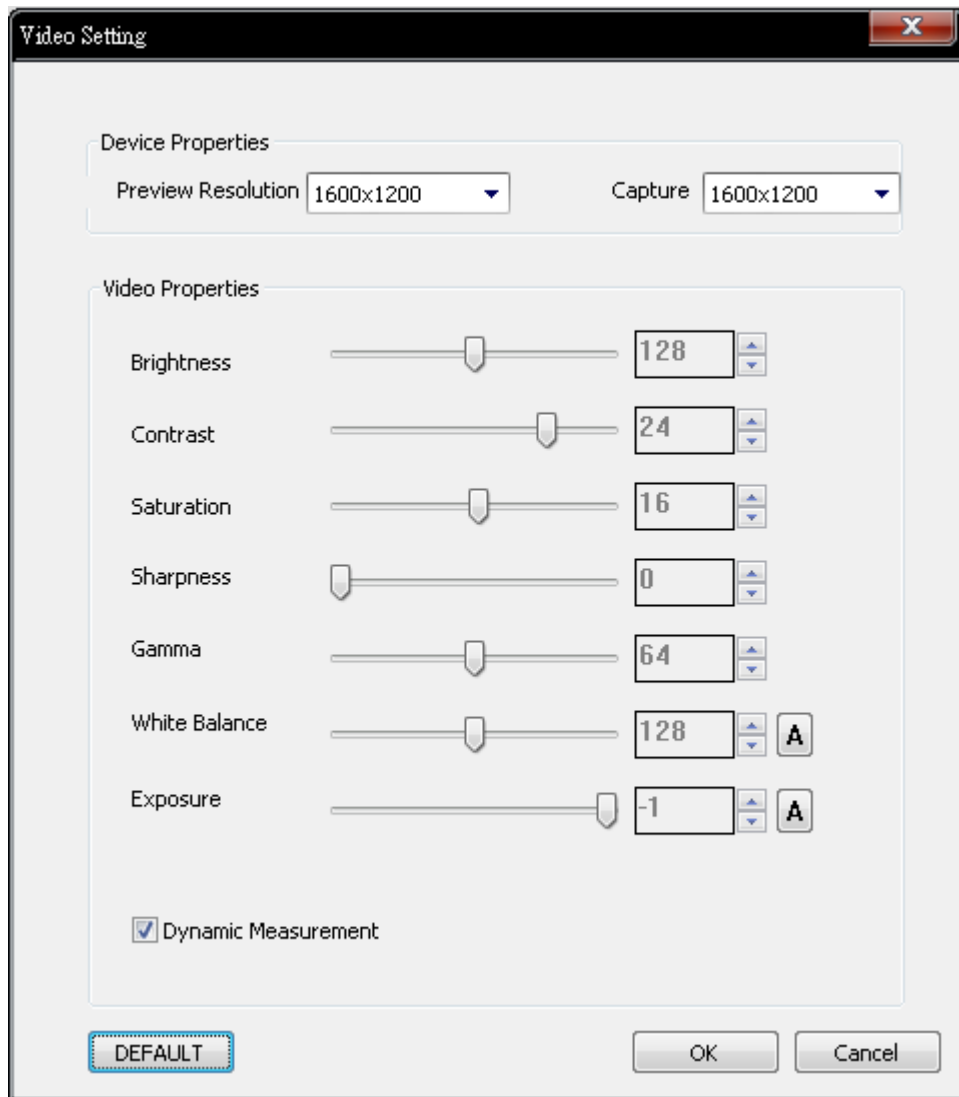 Video Setting
Device Properties
Preview Resolution 1600x1200 Capture 1600x1200
Video Properties
Brightness 128
Contrast 24
Saturation 16
Sharpness 0
Gamma 64
White Balance 128 A
Exposure -1 A
Dynamic Measurement
DEFAULT OK Cancel